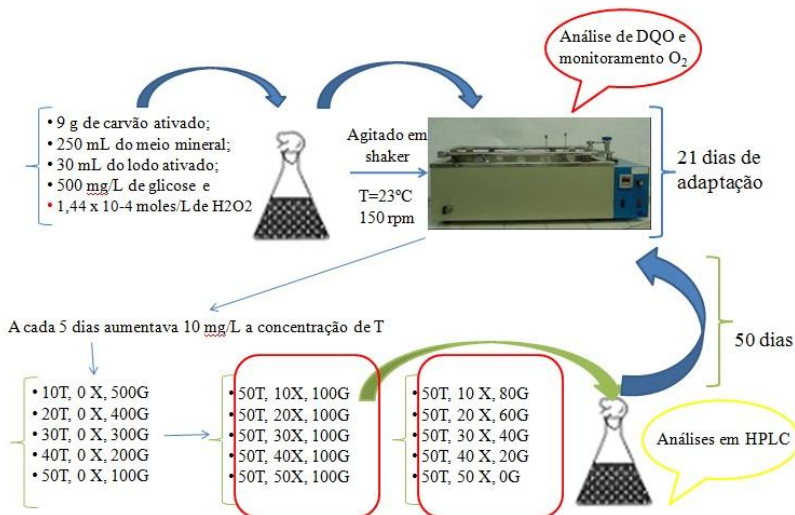 Análise de DQO e
monitoramento O2
• 9 g de carvão ativado;
• 250 mL do meio mineral;
• 30 mL do lodo ativado;
• 500 mg/L de glicose e
• 1,44 x 10-4 moles/L de H2O2
Agitado em
shaker
T=23ºC
150 rpm
21 dias de
adaptação
A cada 5 dias aumentava 10 mg/L a concentração de T
50 dias
• 10T, 0 X, 500G
• 20T, 0 X, 400G
• 30T, 0 X, 300G
• 40T, 0 X, 200G
• 50T, 0 X, 100G
• 50T, 10X, 100G
• 50T, 20X, 100G
• 50T, 30X, 100G
• 50T, 40X, 100G
• 50T, 50X, 100G
• 50T, 10 X, 80G
• 50T, 20 X, 60G
• 50T, 30 X, 40G
• 50T, 40 X, 20G
• 50T, 50 X, 0G
Análises em HPLC